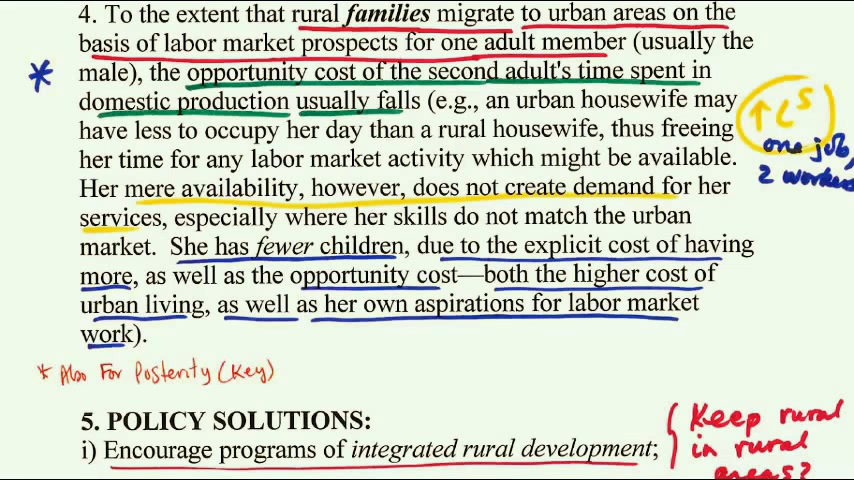 4. To the extent that rural families migrate to urban areas on the
basis of labor market prospects for one adult member (usually the
male), the opportunity cost of the second adult's time spent in
domestic production usually falls (e.g., an urban housewife may
have less to occupy her day than a rural housewife, thus freeing
her time for any labor market activity which might be available.
Her mere availability, however, does not create demand for her
services, especially where her skills do not match the urban
market. She has fewer children, due to the explicit cost of having
more, as well as the opportunity cost—both the higher cost of
urban living, as well as her own aspirations for labor market
work).
↑ L^S
one job,
2 workers
* Also For Posterity (Key)
5. POLICY SOLUTIONS:
i) Encourage programs of integrated rural development;
Keep rural
in rural
areas?